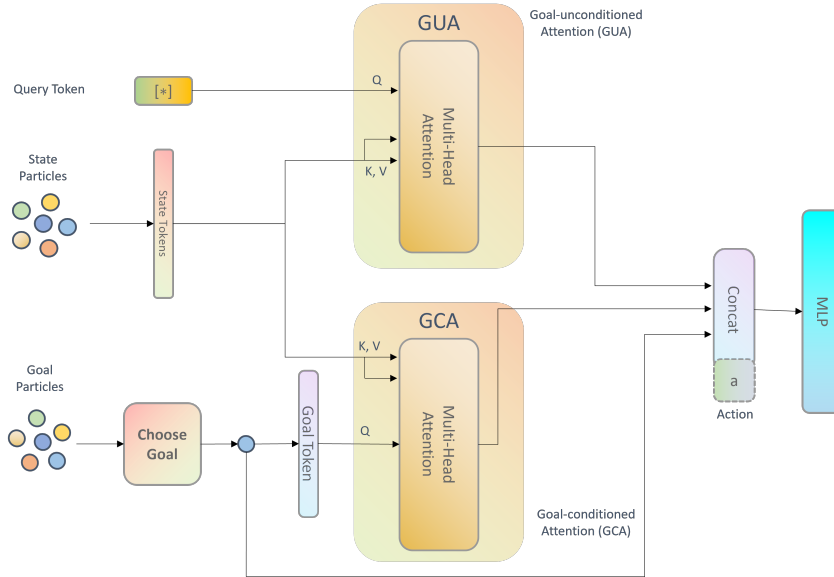 GUA
Goal-unconditioned
Attention (GUA)
Query Token
[*]
Q
Multi-Head
Attention
K, V
State
Particles
State Tokens
GCA
K, V
Multi-Head
Attention
Q
Goal
Particles
Choose
Goal
Goal Token
Goal-conditioned
Attention (GCA)
Concat
a
Action
MLP